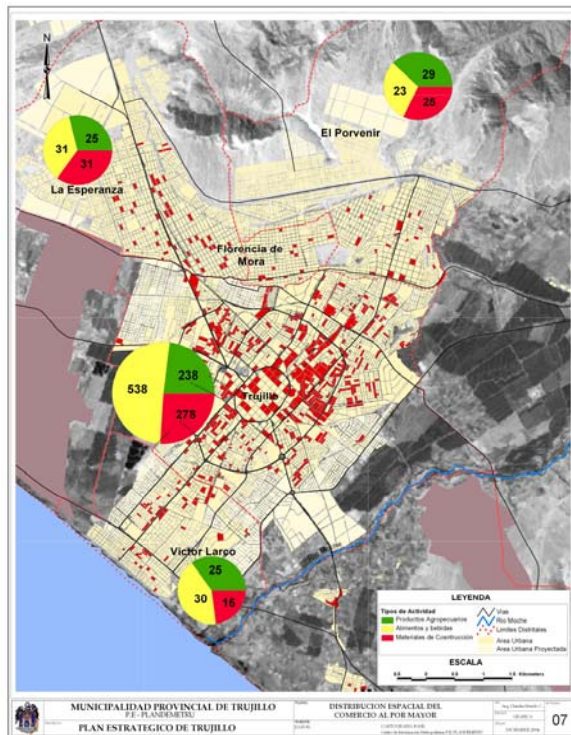 N
29
23
25
El Porvenir
25
31
31
La Esperanza
Florencia de
Mora
538
238
278
Trujillo
Victor Larco
25
30
16
LEYENDA
Tipos de Actividad
Productos Agropecuarios
Alimentos y bebidas
Materiales de Construcción
Vias
Rio Moche
Limites Distritales
Area Urbana
Area Urbana Proyectada
ESCALA
Kilometers
MUNICIPALIDAD PROVINCIAL DE TRUJILLO
P.E - PLANDEMETRU
PLAN ESTRATEGICO DE TRUJILLO
DISTRIBUCION ESPACIAL DEL
COMERCIO AL POR MAYOR
07